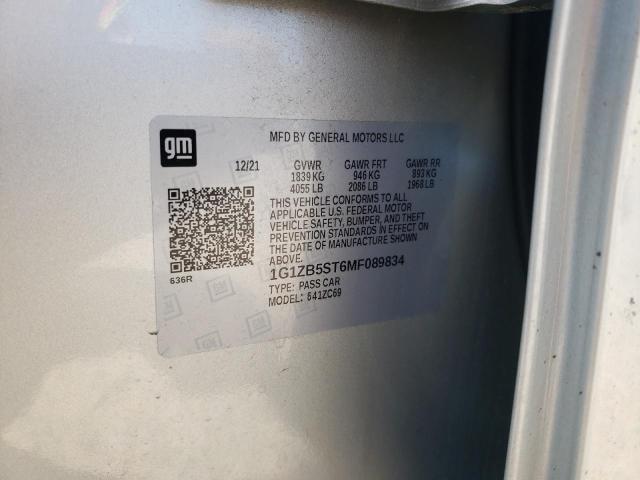 gm
MFD BY GENERAL MOTORS LLC
12/21 GVWR GAWR FRT GAWR RR
1839 KG 946 KG 893 KG
4055 LB 2086 LB 1968 LB
THIS VEHICLE CONFORMS TO ALL
APPLICABLE U.S. FEDERAL MOTOR
VEHICLE SAFETY, BUMPER, AND THEFT
PREVENTION STANDARDS IN EFFECT ON
THE DATE OF MANUFACTURE SHOWN
ABOVE.
636R
1G1ZB5ST6MF089834
TYPE: PASS CAR
MODEL: 641ZC69